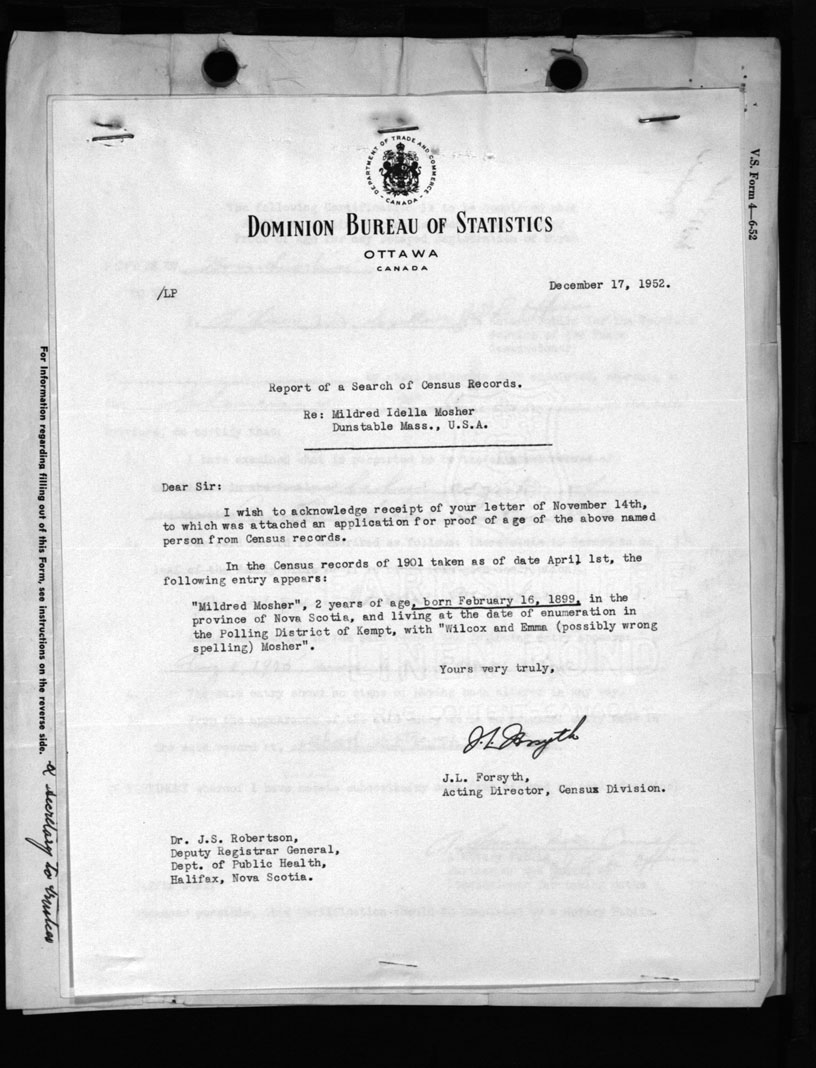 DEPARTMENT OF TRADE AND COMMERCE
CANADA
DOMINION BUREAU OF STATISTICS
OTTAWA
CANADA
V.S. Form 4—6-52
December 17, 1952.
/LP
Report of a Search of Census Records.
Re: Mildred Idella Mosher
Dunstable Mass., U.S.A.
Dear Sir:
I wish to acknowledge receipt of your letter of November 14th,
to which was attached an application for proof of age of the above named
person from Census records.
In the Census records of 1901 taken as of date April 1st, the
following entry appears:
"Mildred Mosher", 2 years of age, born February 16, 1899, in the
province of Nova Scotia, and living at the date of enumeration in
the Polling District of Kempt, with "Wilcox and Emma (possibly wrong
spelling) Mosher".
Yours very truly,
J.L. Forsyth
J.L. Forsyth,
Acting Director, Census Division.
Dr. J.S. Robertson,
Deputy Registrar General,
Dept. of Public Health,
Halifax, Nova Scotia.
For Information regarding filling out of this Form, see instructions on the reverse side.
secretary to trustees